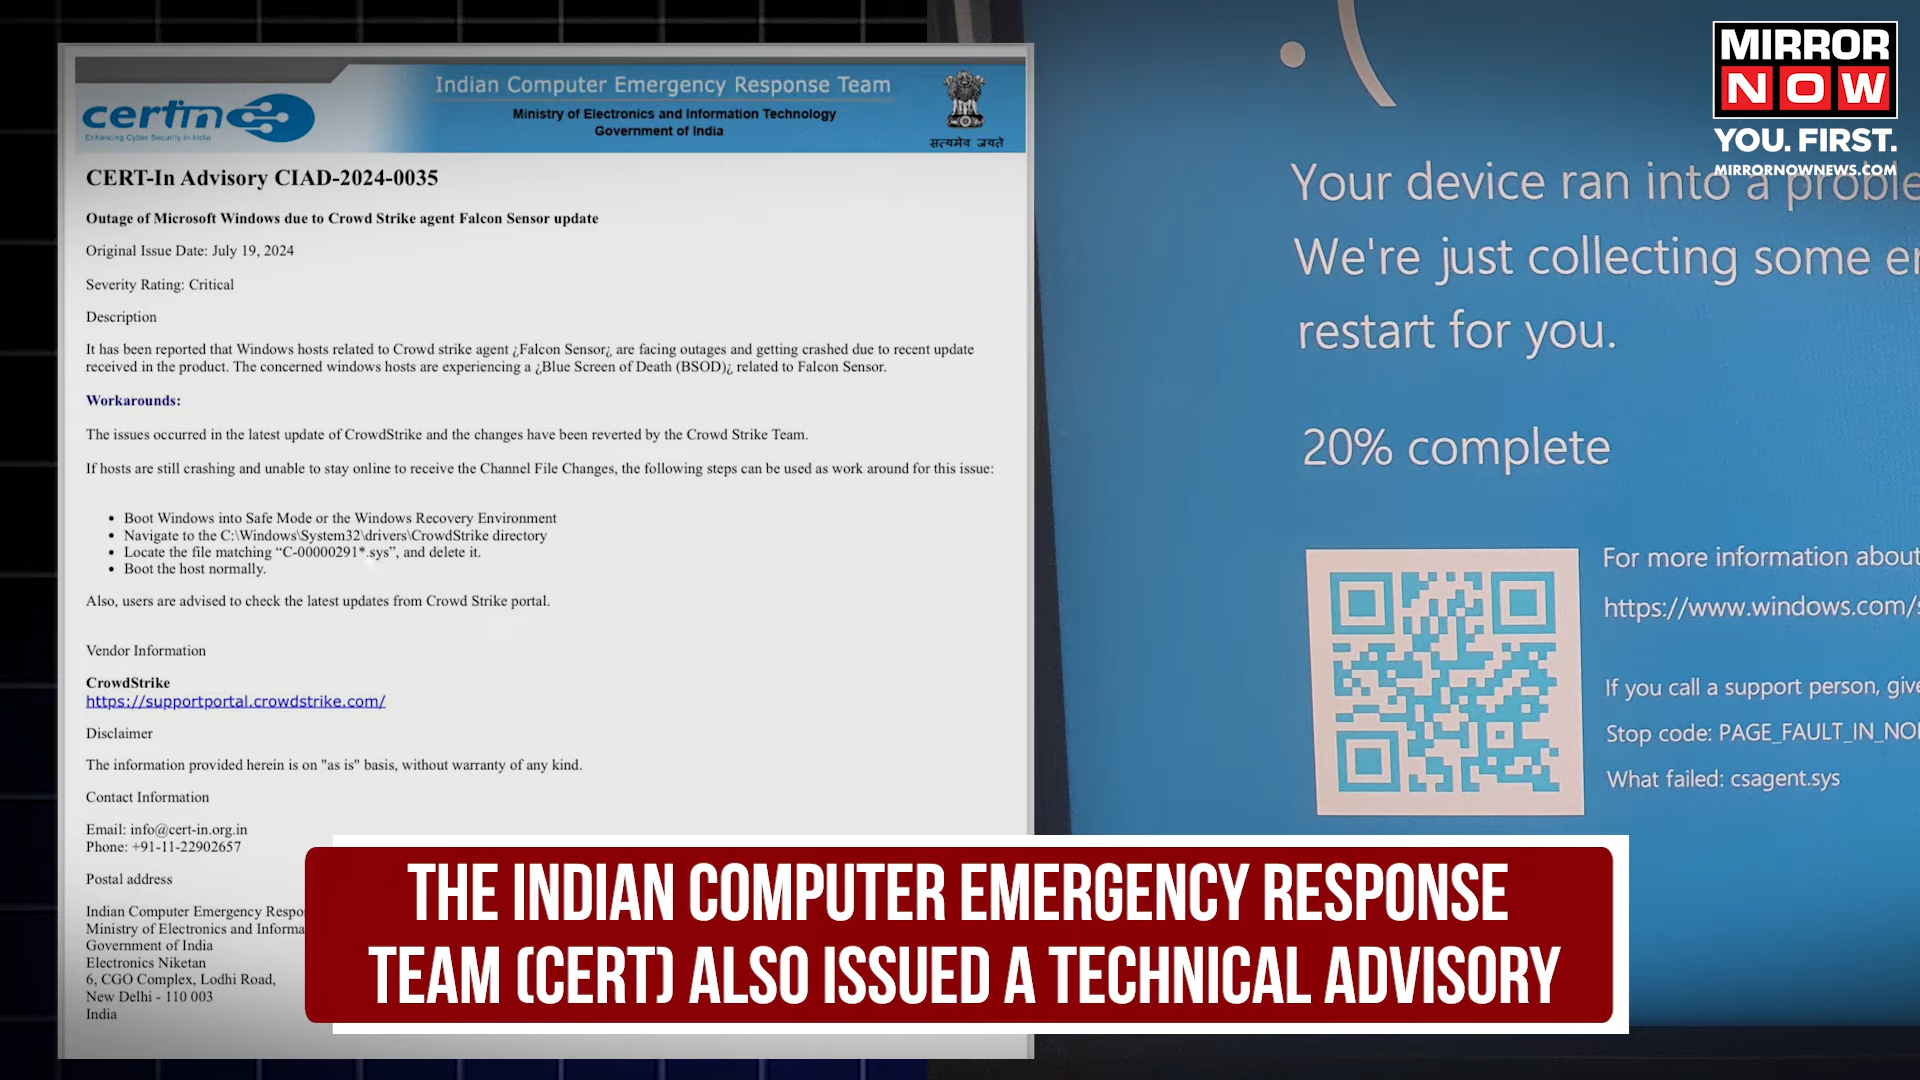 certin
Enhancing Cyber Security in India
Indian Computer Emergency Response Team
Ministry of Electronics and Information Technology
Government of India
सत्यमेव जयते
CERT-In Advisory CIAD-2024-0035
Outage of Microsoft Windows due to Crowd Strike agent Falcon Sensor update
Original Issue Date: July 19, 2024
Severity Rating: Critical
Description
It has been reported that Windows hosts related to Crowd strike agent ¿Falcon Sensor¿ are facing outages and getting crashed due to recent update
received in the product. The concerned windows hosts are experiencing a ¿Blue Screen of Death (BSOD)¿ related to Falcon Sensor.
Workarounds:
The issues occurred in the latest update of CrowdStrike and the changes have been reverted by the Crowd Strike Team.
If hosts are still crashing and unable to stay online to receive the Channel File Changes, the following steps can be used as work around for this issue:
• Boot Windows into Safe Mode or the Windows Recovery Environment
• Navigate to the C:\Windows\System32\drivers\CrowdStrike directory
• Locate the file matching “C-00000291*.sys”, and delete it.
• Boot the host normally.
Also, users are advised to check the latest updates from Crowd Strike portal.
Vendor Information
CrowdStrike
https://supportportal.crowdstrike.com/
Disclaimer
The information provided herein is on "as is" basis, without warranty of any kind.
Contact Information
Email: info@cert-in.org.in
Phone: +91-11-22902657
Postal address
Indian Computer Emergency Respo
Ministry of Electronics and Informa
Government of India
Electronics Niketan
6, CGO Complex, Lodhi Road,
New Delhi - 110 003
India
:(
Your device ran into a proble
We're just collecting some er
restart for you.
20% complete
For more information about
https://www.windows.com/s
If you call a support person, give
Stop code: PAGE_FAULT_IN_NO
What failed: csagent.sys
MIRROR
NOW
YOU. FIRST.
MIRRORNOWNEWS.COM
THE INDIAN COMPUTER EMERGENCY RESPONSE
TEAM (CERT) ALSO ISSUED A TECHNICAL ADVISORY